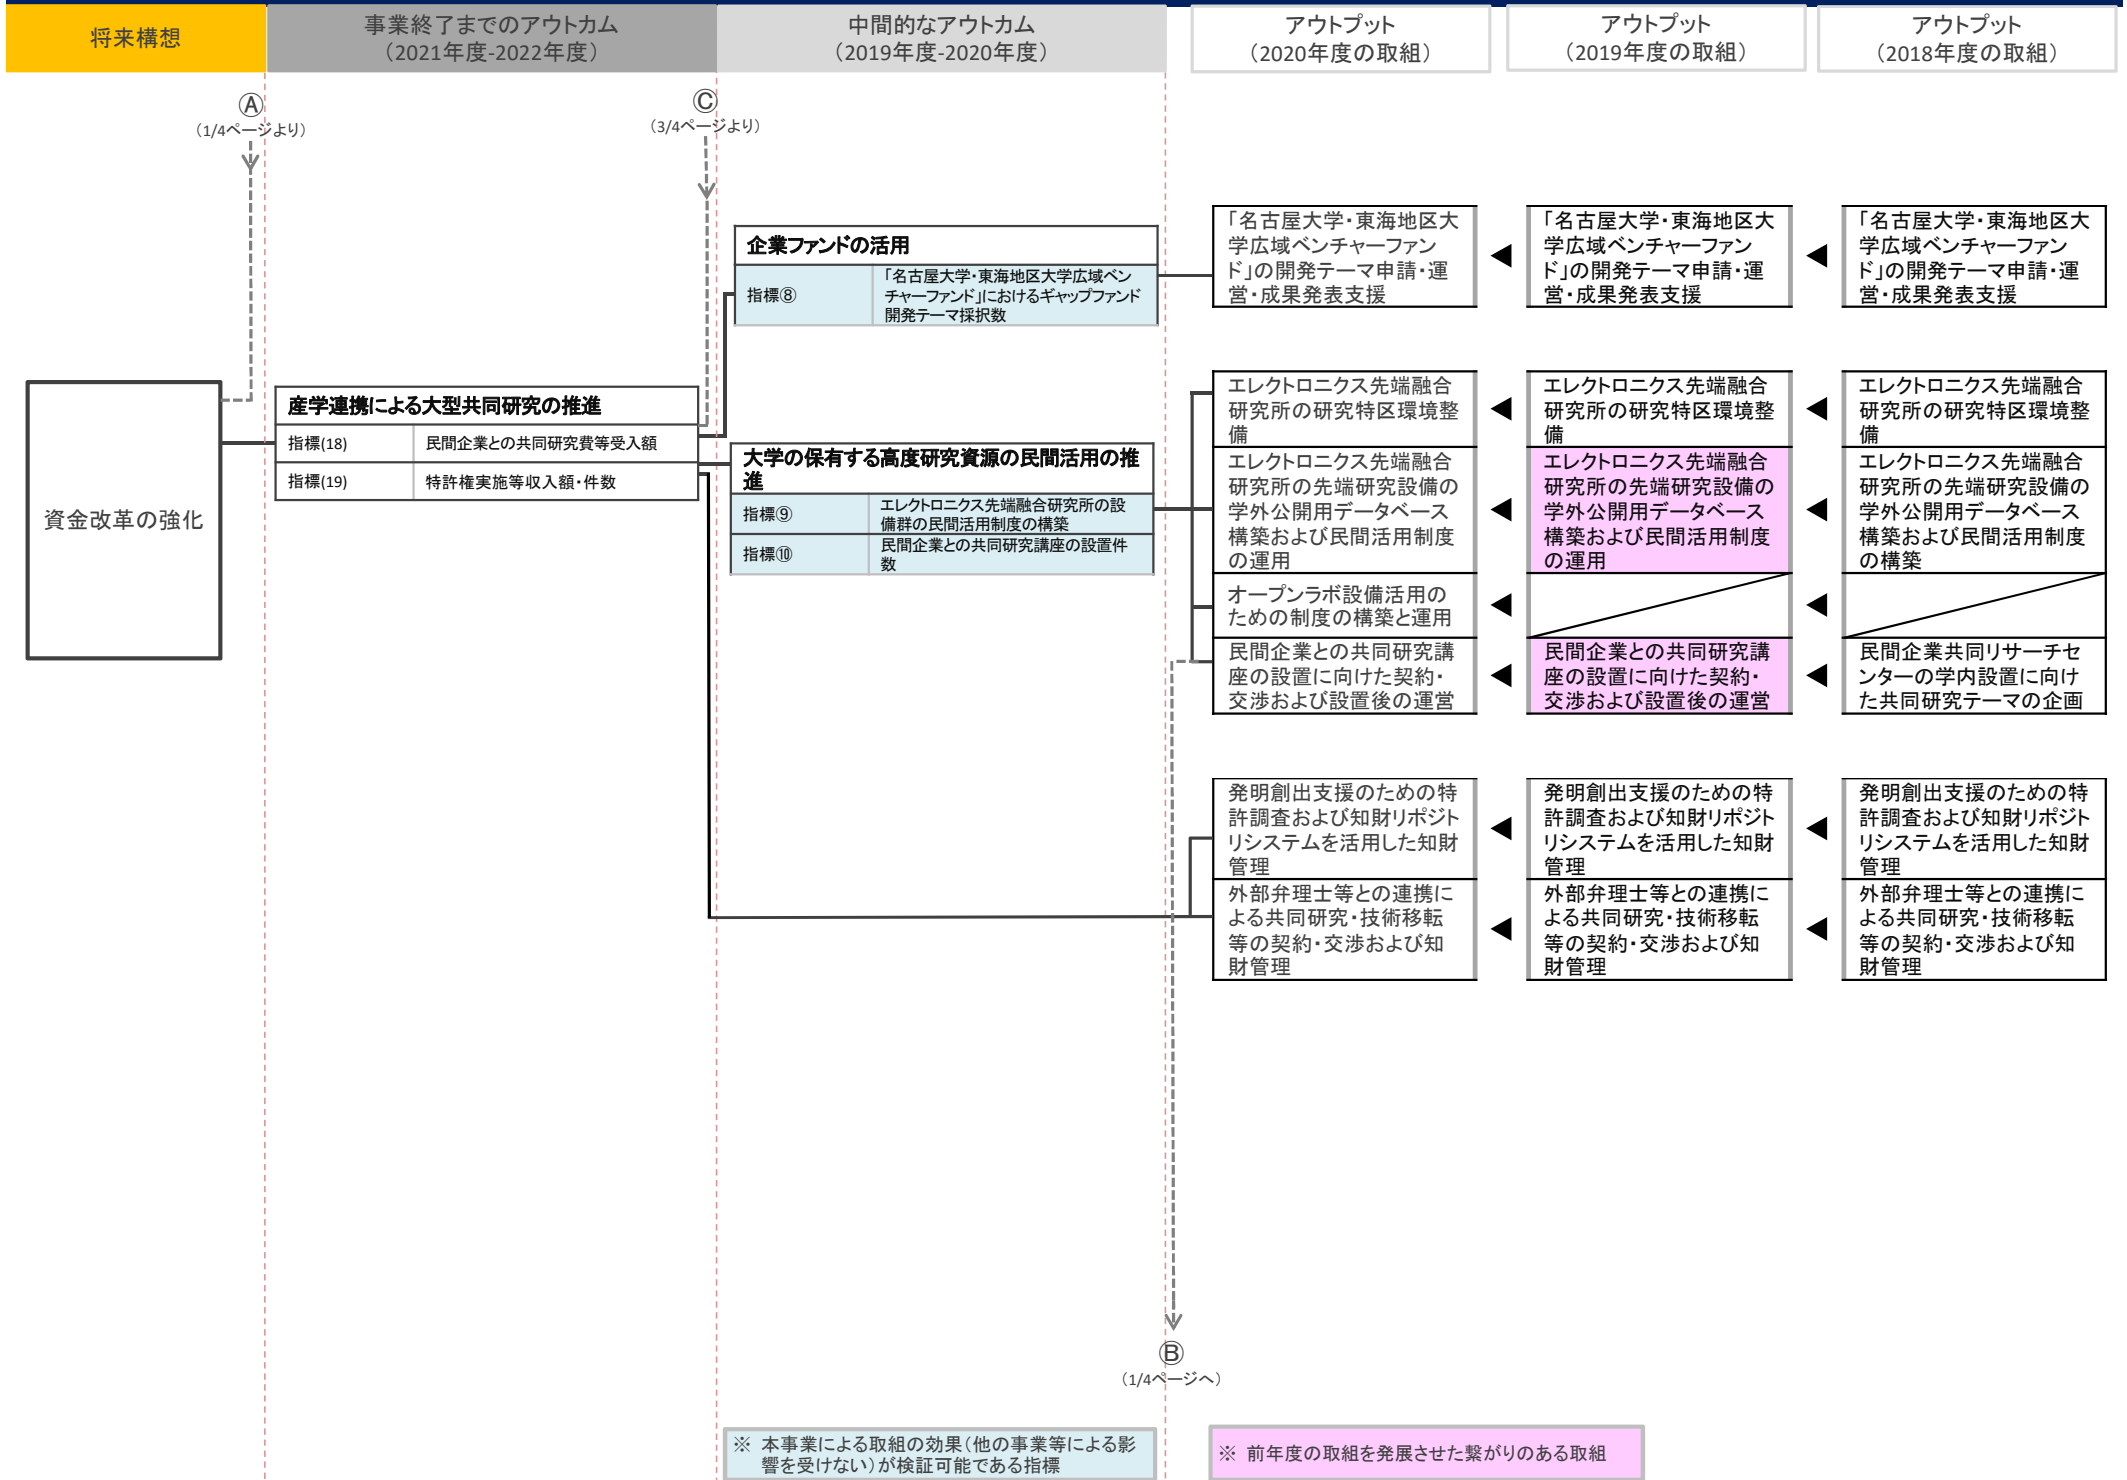 将来構想
事業終了までのアウトカム
（2021年度-2022年度）
中間的なアウトカム
（2019年度-2020年度）
アウトプット
（2020年度の取組）
アウトプット
（2019年度の取組）
アウトプット
（2018年度の取組）
Ⓐ
（1/4ページより）
Ⓒ
（3/4ページより）
資金改革の強化
産学連携による大型共同研究の推進
指標(18)
民間企業との共同研究費等受入額
指標(19)
特許権実施等収入額・件数
企業ファンドの活用
指標⑧
「名古屋大学・東海地区大学広域ベン
チャーファンド」におけるギャップファンド
開発テーマ採択数
大学の保有する高度研究資源の民間活用の推
進
指標⑨
エレクトロニクス先端融合研究所の設
備群の民間活用制度の構築
指標⑩
民間企業との共同研究講座の設置件
数
「名古屋大学・東海地区大
学広域ベンチャーファン
ド」の開発テーマ申請・運
営・成果発表支援
「名古屋大学・東海地区大
学広域ベンチャーファン
ド」の開発テーマ申請・運
営・成果発表支援
「名古屋大学・東海地区大
学広域ベンチャーファン
ド」の開発テーマ申請・運
営・成果発表支援
エレクトロニクス先端融合
研究所の研究特区環境整
備
エレクトロニクス先端融合
研究所の研究特区環境整
備
エレクトロニクス先端融合
研究所の研究特区環境整
備
エレクトロニクス先端融合
研究所の先端研究設備の
学外公開用データベース
構築および民間活用制度
の運用
エレクトロニクス先端融合
研究所の先端研究設備の
学外公開用データベース
構築および民間活用制度
の運用
エレクトロニクス先端融合
研究所の先端研究設備の
学外公開用データベース
構築および民間活用制度
の構築
オープンラボ設備活用の
ための制度の構築と運用
民間企業との共同研究講
座の設置に向けた契約・
交渉および設置後の運営
民間企業との共同研究講
座の設置に向けた契約・
交渉および設置後の運営
民間企業共同リサーチセ
ンターの学内設置に向け
た共同研究テーマの企画
発明創出支援のための特
許調査および知財リポジト
リシステムを活用した知財
管理
発明創出支援のための特
許調査および知財リポジト
リシステムを活用した知財
管理
発明創出支援のための特
許調査および知財リポジト
リシステムを活用した知財
管理
外部弁理士等との連携に
よる共同研究・技術移転
等の契約・交渉および知
財管理
外部弁理士等との連携に
よる共同研究・技術移転
等の契約・交渉および知
財管理
外部弁理士等との連携に
よる共同研究・技術移転
等の契約・交渉および知
財管理
Ⓑ
（1/4ページへ）
※ 本事業による取組の効果（他の事業等による影
響を受けない）が検証可能である指標
※ 前年度の取組を発展させた繋がりのある取組